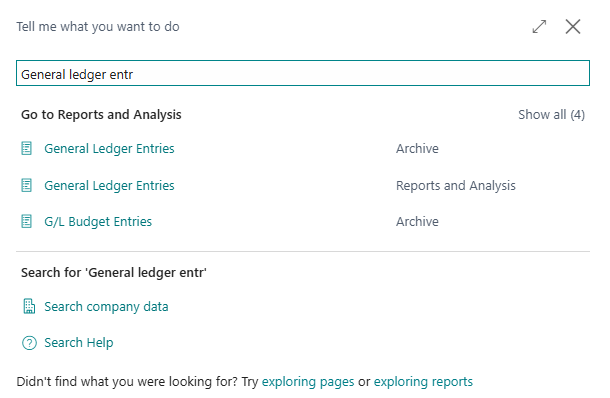 Tell me what you want to do
General ledger entr
Go to Reports and Analysis Show all (4)
General Ledger Entries Archive
General Ledger Entries Reports and Analysis
G/L Budget Entries Archive
Search for 'General ledger entr'
Search company data
Search Help
Didn't find what you were looking for? Try exploring pages or exploring reports